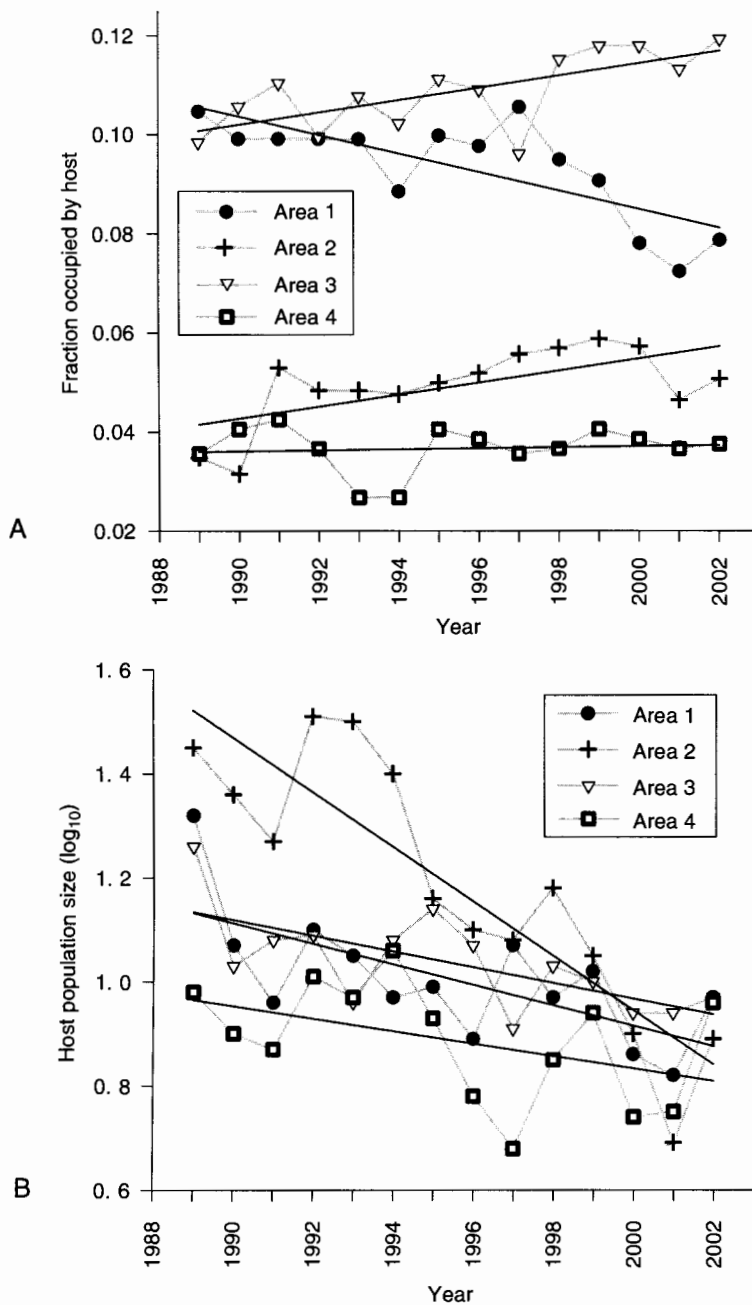 0.12
0.10
0.08
0.06
0.04
0.02
Fraction occupied by host
Area 1
Area 2
Area 3
Area 4
A
1988
1990
1992
1994
1996
1998
2000
2002
Year
1.6
1.4
1.2
1.0
0.8
0.6
Host population size (log10)
Area 1
Area 2
Area 3
Area 4
B
1988
1990
1992
1994
1996
1998
2000
2002
Year